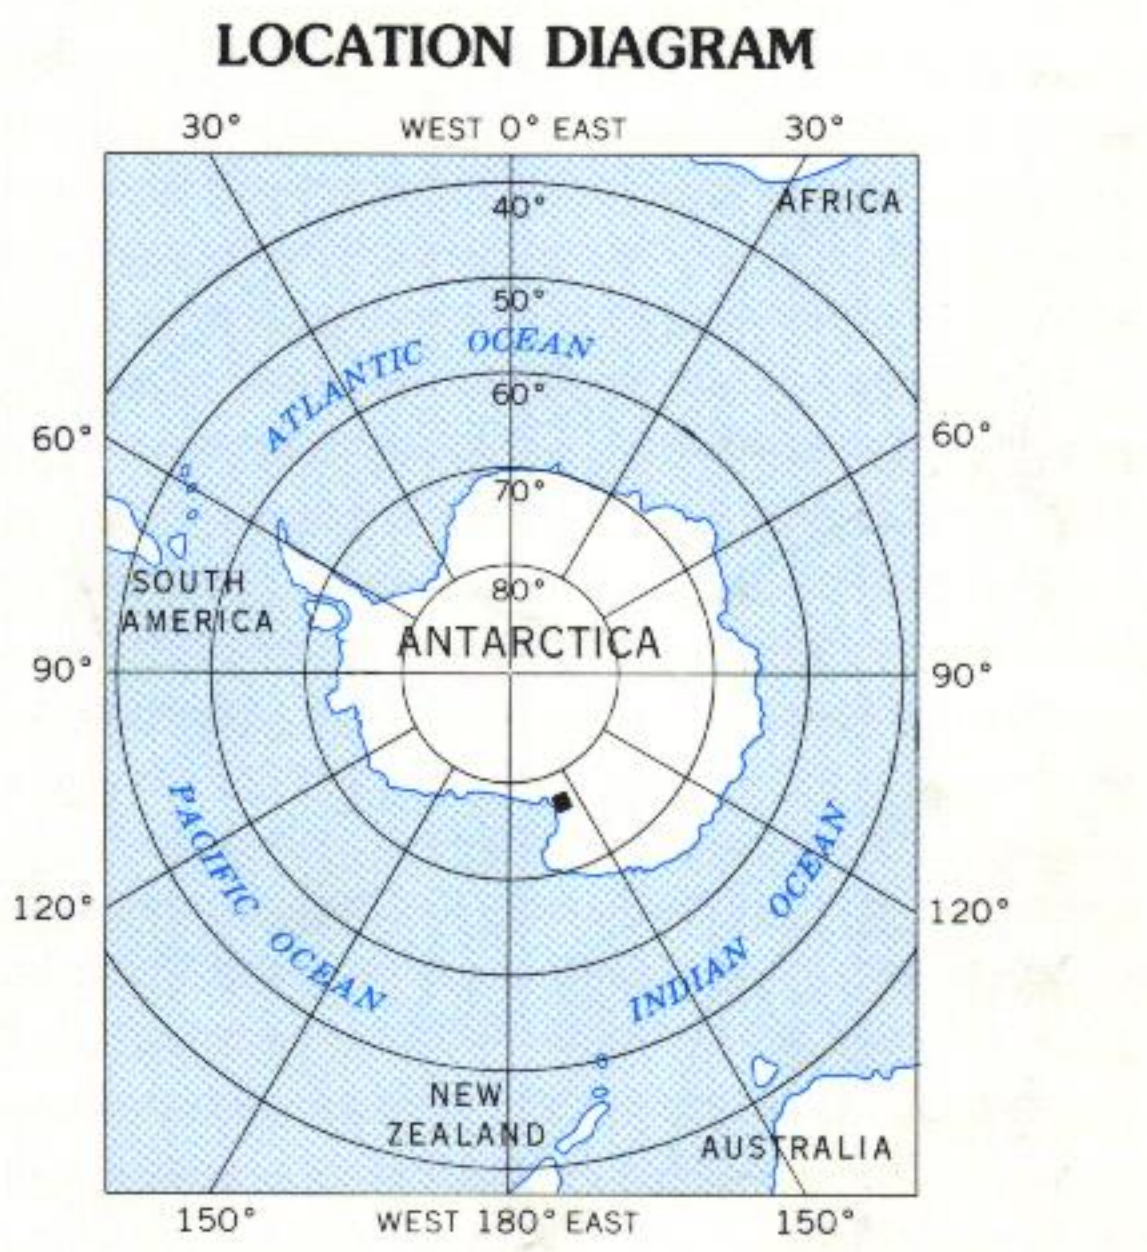 LOCATION DIAGRAM
30° WEST 0° EAST 30°
AFRICA
40°
50°
ATLANTIC OCEAN
60°
60° 60°
70°
80°
SOUTH
AMERICA
ANTARCTICA
90° 90°
PACIFIC OCEAN
INDIAN OCEAN
120° 120°
NEW
ZEALAND
AUSTRALIA
150° WEST 180° EAST 150°